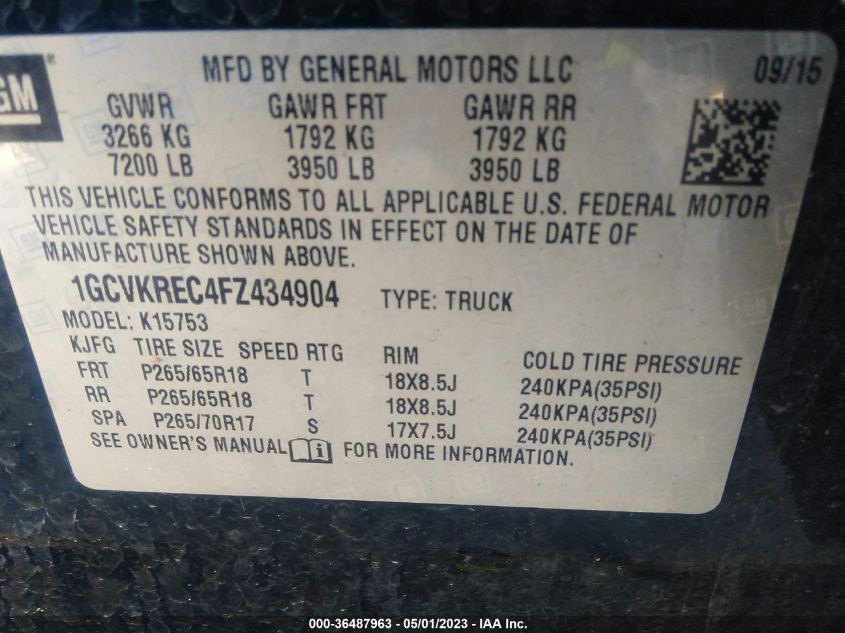 GM
MFD BY GENERAL MOTORS LLC 09/15
GVWR GAWR FRT GAWR RR
3266 KG 1792 KG 1792 KG
7200 LB 3950 LB 3950 LB
THIS VEHICLE CONFORMS TO ALL APPLICABLE U.S. FEDERAL MOTOR
VEHICLE SAFETY STANDARDS IN EFFECT ON THE DATE OF
MANUFACTURE SHOWN ABOVE.
1GCVKREC4FZ434904 TYPE: TRUCK
MODEL: K15753
KJFG TIRE SIZE SPEED RTG RIM COLD TIRE PRESSURE
FRT P265/65R18 T 18X8.5J 240KPA(35PSI)
RR P265/65R18 T 18X8.5J 240KPA(35PSI)
SPA P265/70R17 S 17X7.5J 240KPA(35PSI)
SEE OWNER'S MANUAL i FOR MORE INFORMATION.
000-36487963 - 05/01/2023 - IAA Inc.